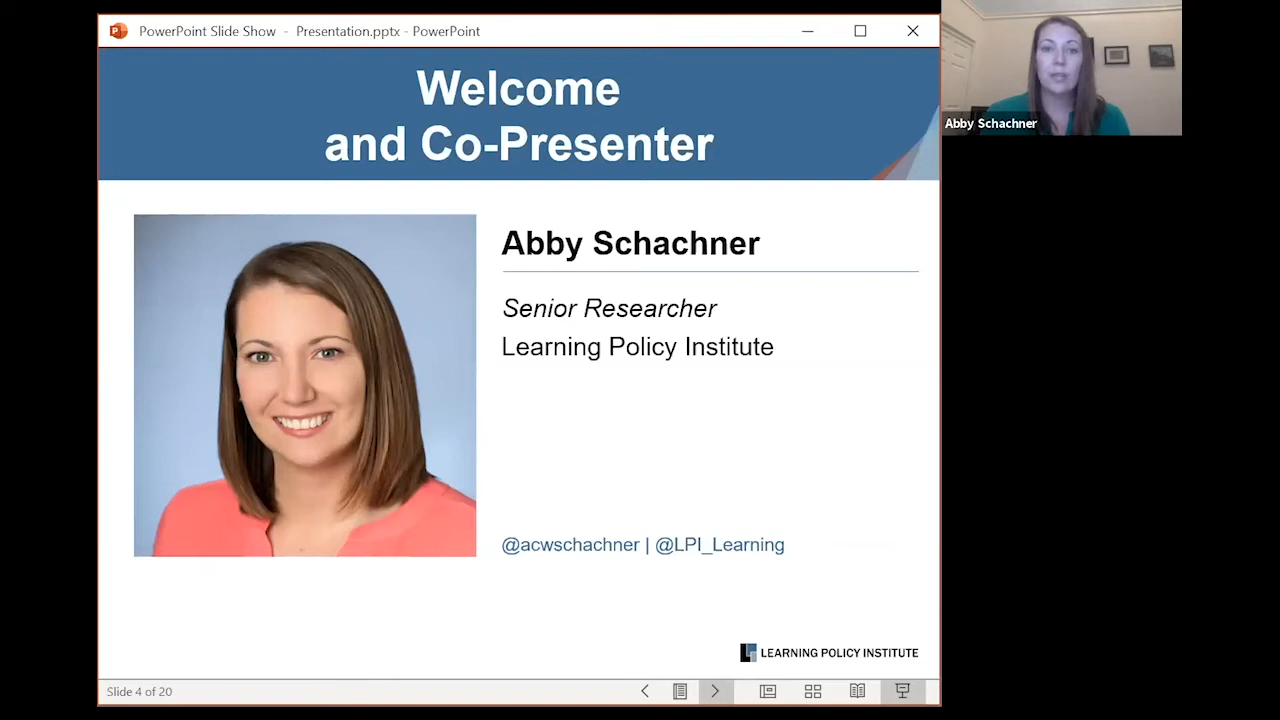 PowerPoint Slide Show - Presentation.pptx - PowerPoint
Welcome
and Co-Presenter
Abby Schachner
Abby Schachner
Senior Researcher
Learning Policy Institute
@acwschachner | @LPI_Learning
LEARNING POLICY INSTITUTE
Slide 4 of 20